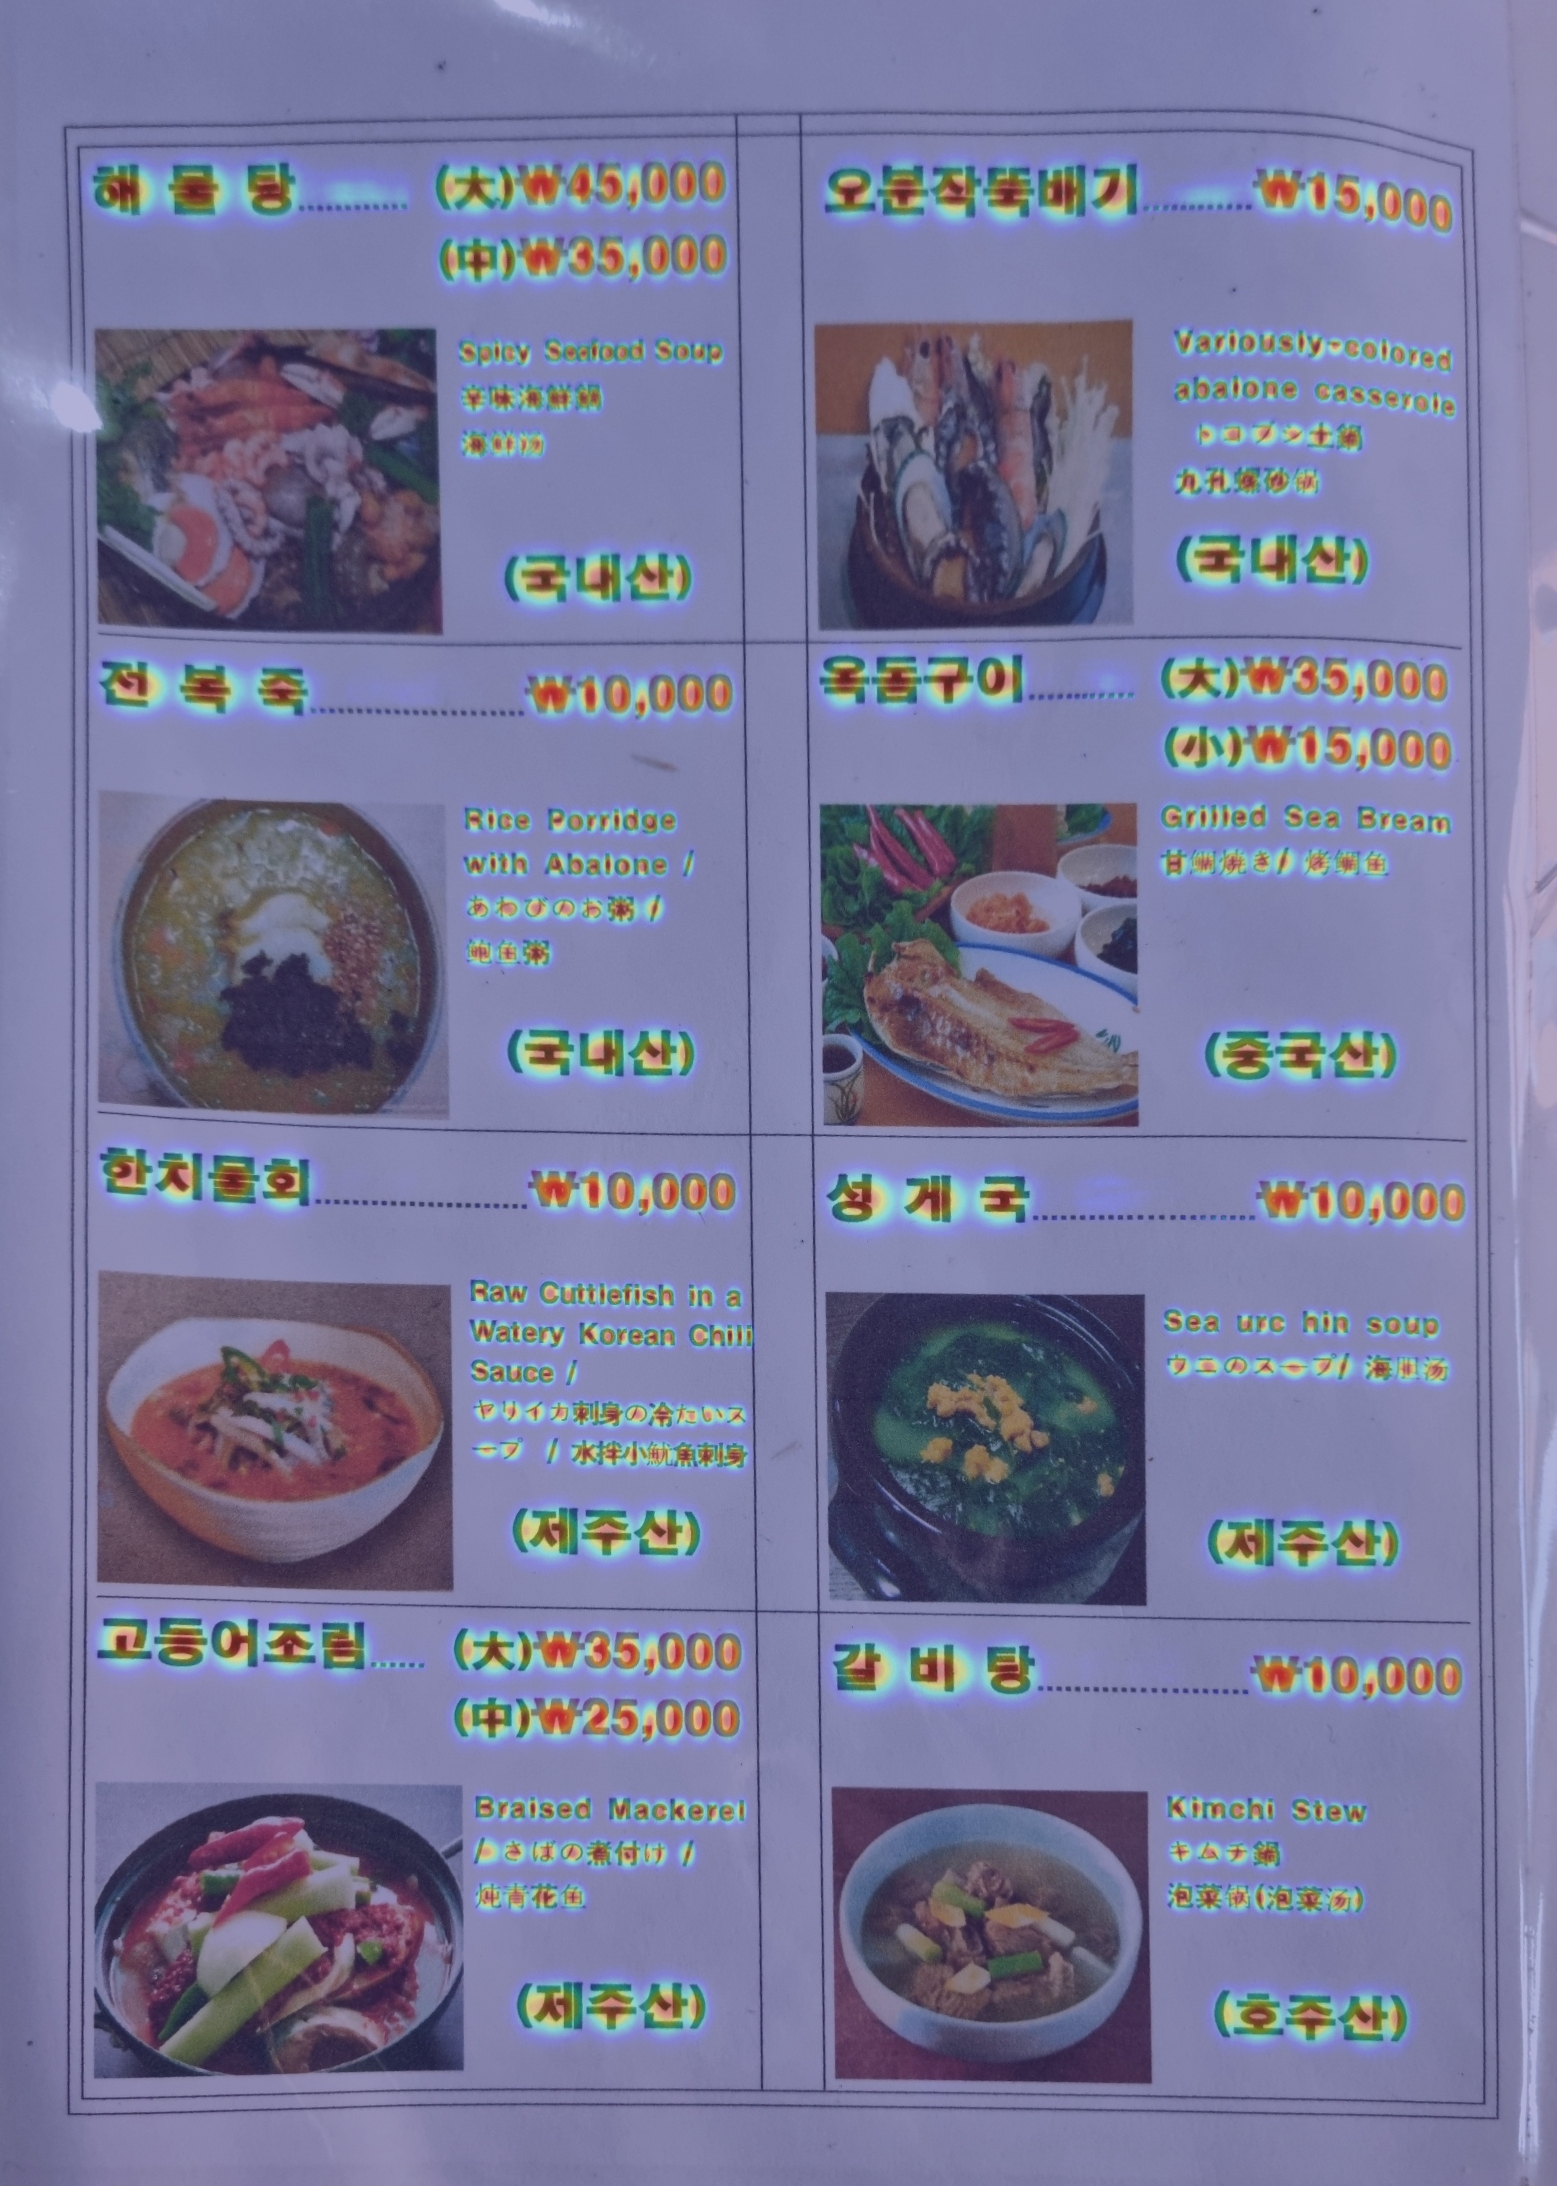 해 물 탕........... (大)₩45,000
(中)₩35,000
Spicy Seafood Soup
辛味海鮮鍋
海鲜汤
(국내산)
오분작뚝배기...........₩15,000
Variously-colored
abalone casserole
トコブシ土鍋
九孔螺砂锅
(국내산)
전 복 죽......................₩10,000
Rice Porridge
with Abalone /
あわびのお粥 /
鲍鱼粥
(국내산)
옥돔구이........... (大)₩35,000
(小)₩15,000
Grilled Sea Bream
甘鯛焼き/ 烤鲷鱼
(중국산)
한치물회......................₩10,000
Raw Cuttlefish in a
Watery Korean Chili
Sauce /
ヤリイカ刺身の冷たいス
ープ / 水拌小魷魚刺身
(제주산)
성 게 국.......................₩10,000
Sea urc hin soup
ウニのスープ/ 海胆汤
(제주산)
고등어조림...... (大)₩35,000
(中)₩25,000
Braised Mackerel
/ さばの煮付け /
炖青花鱼
(제주산)
갈 비 탕......................₩10,000
Kimchi Stew
キムチ鍋
泡菜锅(泡菜汤)
(호주산)